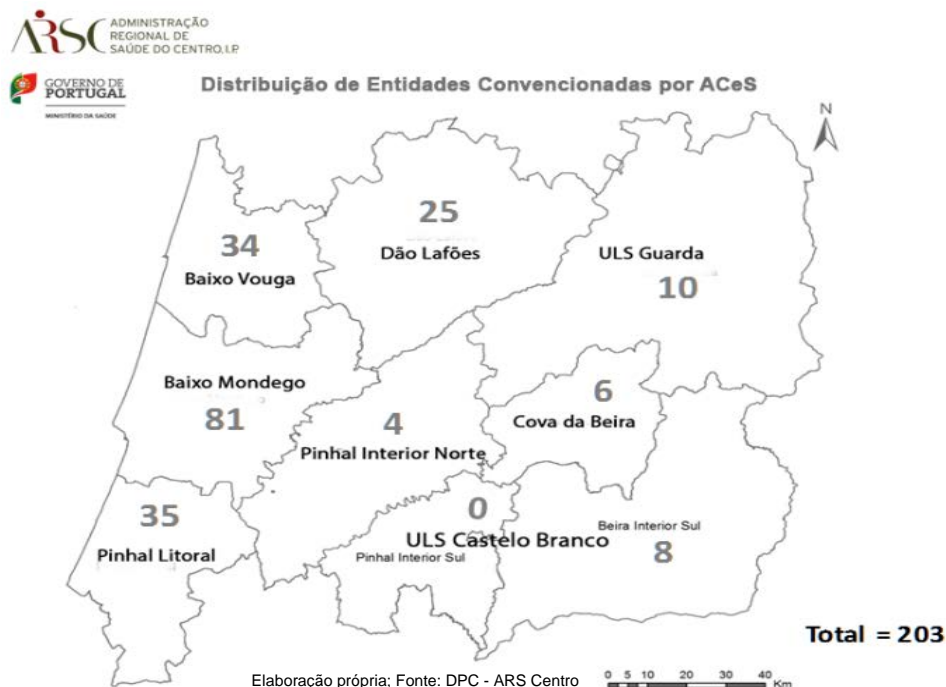 ARSC ADMINISTRAÇÃO
REGIONAL DE
SAÚDE DO CENTRO, I.P.
GOVERNO DE
PORTUGAL
MINISTÉRIO DA SAÚDE
Distribuição de Entidades Convencionadas por ACeS
N
25
Dão Lafões
34
Baixo Vouga
ULS Guarda
10
Baixo Mondego
81
6
Cova da Beira
4
Pinhal Interior Norte
35
Pinhal Litoral
0
ULS Castelo Branco
Pinhal Interior Sul
Beira Interior Sul
8
Total = 203
Elaboração própria; Fonte: DPC - ARS Centro
0 5 10 20 30 40
Km